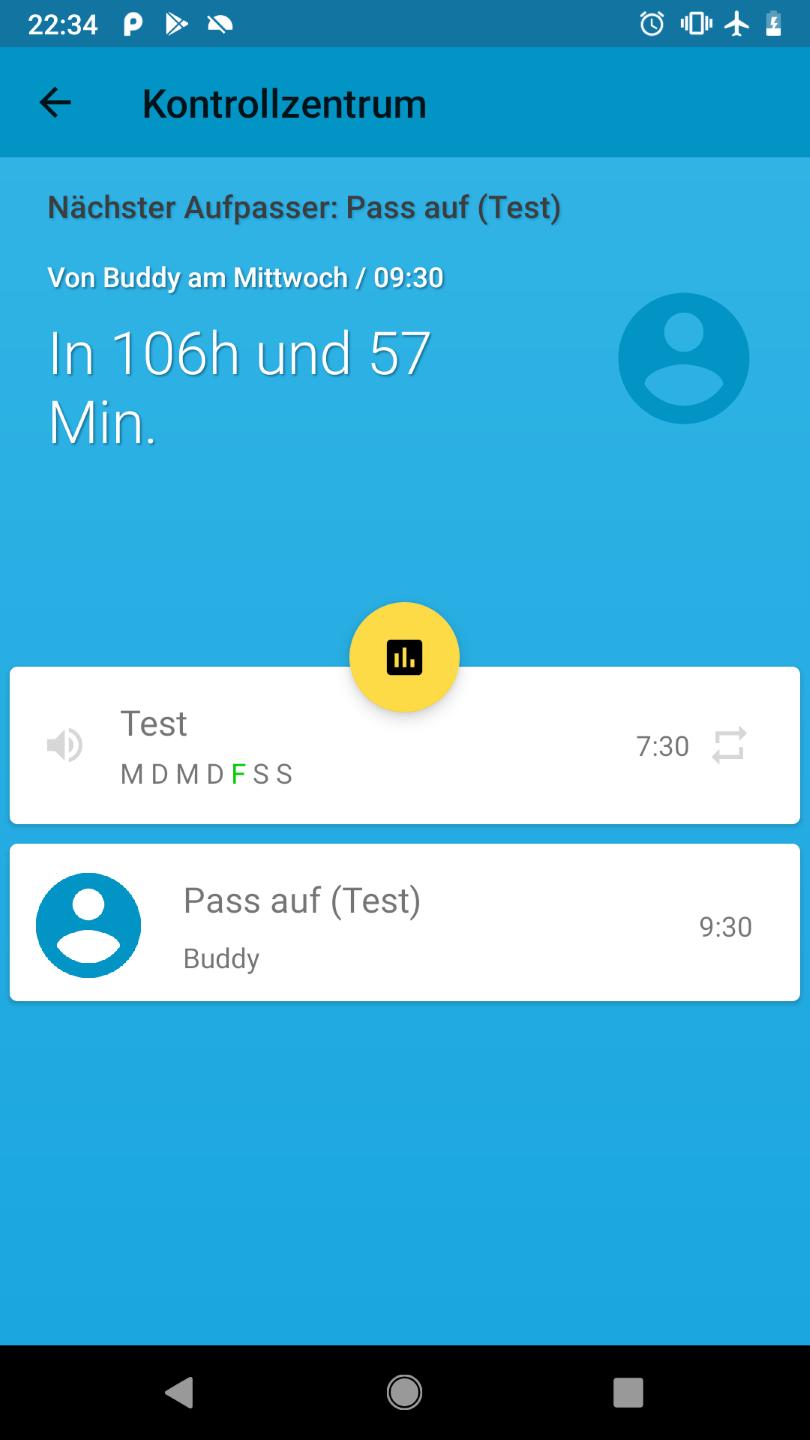 22:34
Kontrollzentrum
Nächster Aufpasser: Pass auf (Test)
Von Buddy am Mittwoch / 09:30
In 106h und 57
Min.
Test
7:30
M D M D F S S
Pass auf (Test)
9:30
Buddy